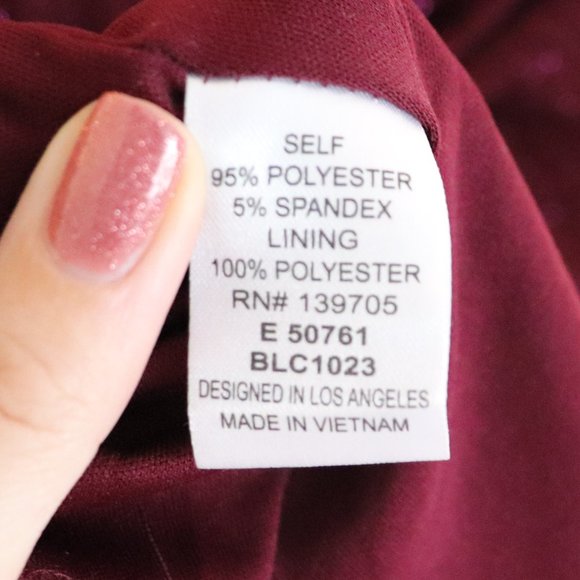 SELF
95% POLYESTER
5% SPANDEX
LINING
100% POLYESTER
RN# 139705
E 50761
BLC1023
DESIGNED IN LOS ANGELES
MADE IN VIETNAM